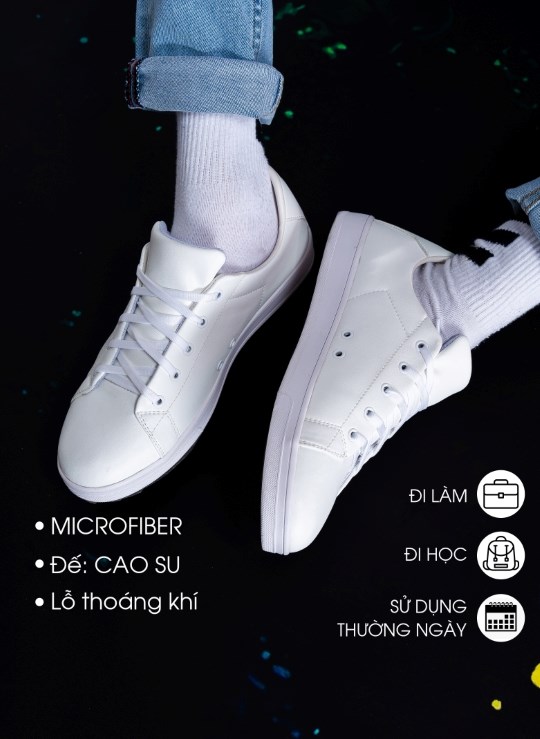 • MICROFIBER
• Đế: CAO SU
• Lỗ thoáng khí
ĐI LÀM
ĐI HỌC
SỬ DỤNG
THƯỜNG NGÀY